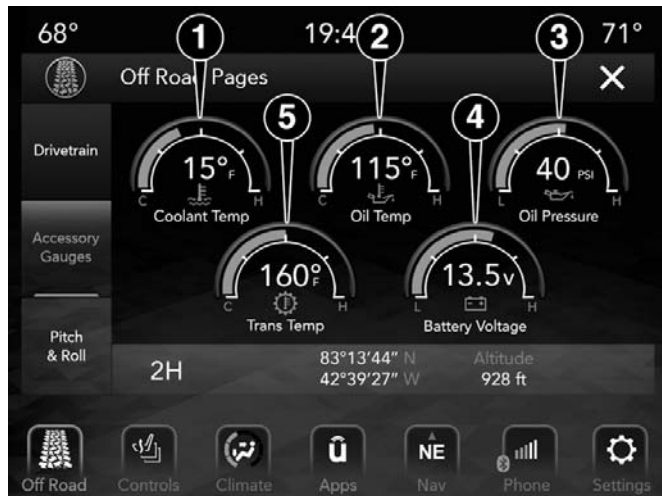 68°
1
19:4
2
3
71°
Off Road Pages
5
4
Drivetrain
15°F
C
H
Coolant Temp
115°F
C
H
Oil Temp
40 PSI
L
H
Oil Pressure
Accessory
Gauges
160°F
C
H
Trans Temp
13.5v
L
H
Battery Voltage
Pitch
& Roll
2H
83°13'44" N
42°39'27" W
Altitude
928 ft
û
NE
Off Road
Controls
Climate
Apps
Nav
Phone
Settings